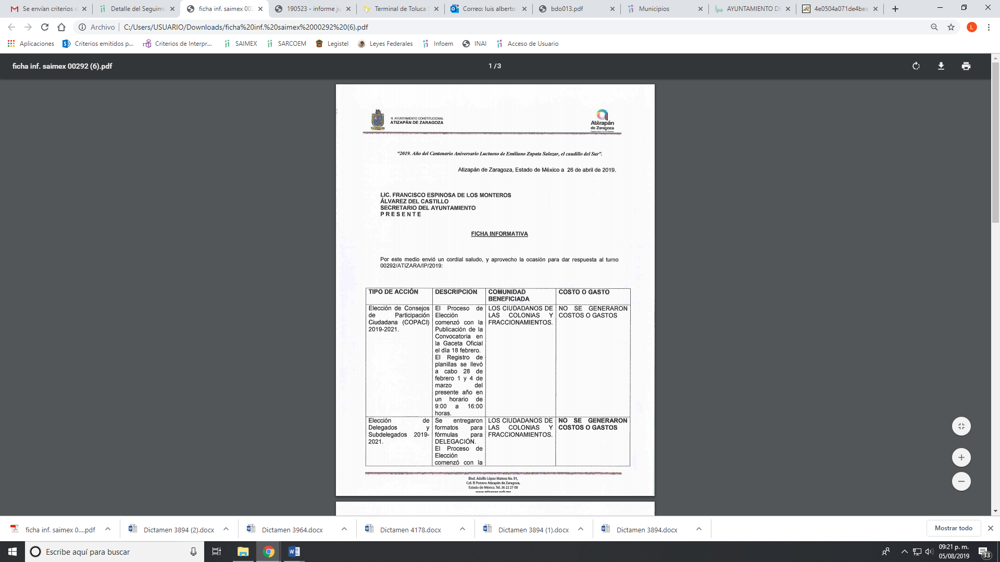 Se envían criterios d
Detalle del Seguimi
ficha inf. saimex 002
190523 - informe ju
Terminal de Toluca
Correo: luis alberto
bdo013.pdf
Municipios
AYUNTAMIENTO DE
4e0504a071de4bea
Archivo | C:/Users/USUARIO/Downloads/ficha%20inf.%20saimex%2000292%20(6).pdf
L
Aplicaciones
Criterios emitidos p...
Criterios de Interpr...
SAIMEX
SARCOEM
Legistel
Leyes Federales
Infoem
INAI
Acceso de Usuario
ficha inf. saimex 00292 (6).pdf
1 / 3
H. AYUNTAMIENTO CONSTITUCIONAL
ATIZAPÁN DE ZARAGOZA
Atizapán
de Zaragoza
"2019. Año del Centenario Aniversario Luctuoso de Emiliano Zapata Salazar, el caudillo del Sur".
Atizapán de Zaragoza, Estado de México a 26 de abril de 2019.
LIC. FRANCISCO ESPINOSA DE LOS MONTEROS
ÁLVAREZ DEL CASTILLO
SECRETARIO DEL AYUNTAMIENTO
P R E S E N T E
FICHA INFORMATIVA
Por este medio envió un cordial saludo, y aprovecho la ocasión para dar respuesta al turno
00292/ATIZARA/IP/2019:
TIPO DE ACCIÓN
DESCRIPCION
COMUNIDAD
BENEFICIADA
COSTO O GASTO
Elección de Consejos
de Participación
Ciudadana (COPACI)
2019-2021.
El Proceso de
Elección
comenzó con la
Publicación de la
Convocatoria en
la Gaceta Oficial
el día 18 febrero.
El Registro de
planillas se llevó
a cabo 28 de
febrero 1 y 4 de
marzo del
presente año en
un horario de
9:00 a 16:00
horas.
LOS CIUDADANOS DE
LAS COLONIAS Y
FRACCIONAMIENTOS.
NO SE GENERARON
COSTOS O GASTOS
Elección de
Delegados y
Subdelegados 2019-
2021.
Se entregaron
formatos para
fórmulas para
DELEGACIÓN.
El Proceso de
Elección
comenzó con la
LOS CIUDADANOS DE
LAS COLONIAS Y
FRACCIONAMIENTOS.
NO SE GENERARON
COSTOS O GASTOS
Blvd. Adolfo López Mateos No. 91,
Col. El Potrero Atizapán de Zaragoza,
Estado de México. Tel. 36 22 27 00
www.atizapan.gob.mx
ficha inf. saimex 0....pdf
Dictamen 3894 (2).docx
Dictamen 3964.docx
Dictamen 4178.docx
Dictamen 3894 (1).docx
Dictamen 3894.docx
Mostrar todo
Escribe aquí para buscar
09:21 p. m.
05/08/2019
33